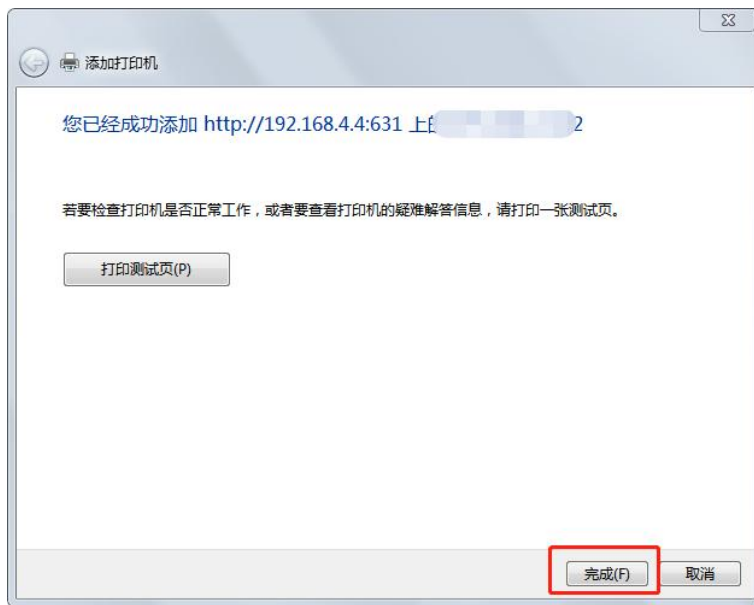 添加打印机
您已经成功添加 http://192.168.4.4:631 上的 2
若要检查打印机是否正常工作，或者要查看打印机的疑难解答信息，请打印一张测试页。
打印测试页(P)
完成(F) 取消